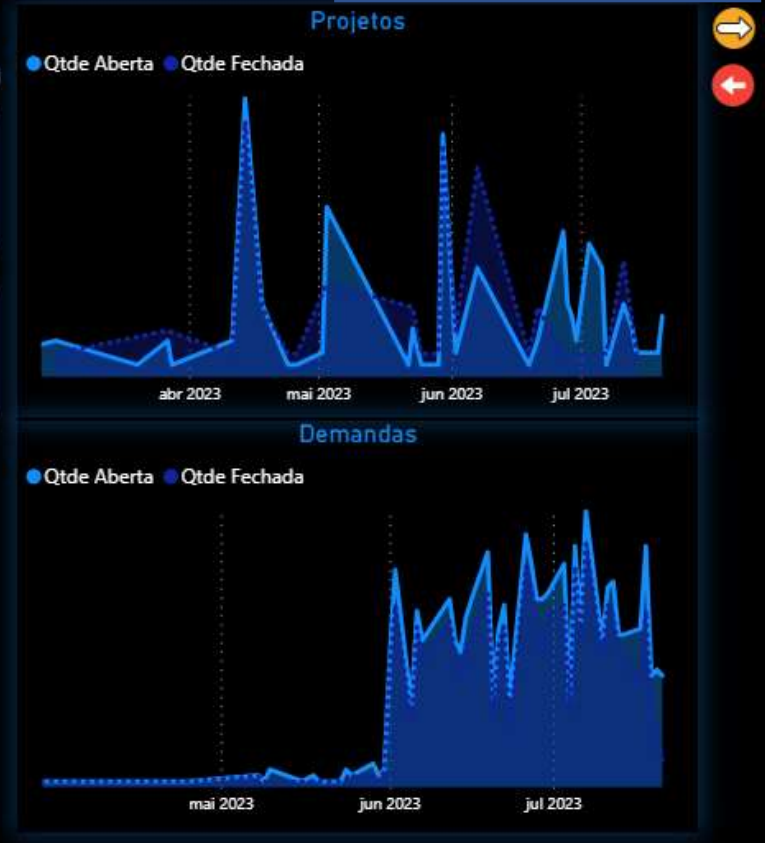 Projetos
Qtde Aberta Qtde Fechada
abr 2023 mai 2023 jun 2023 jul 2023
Demandas
Qtde Aberta Qtde Fechada
mai 2023 jun 2023 jul 2023